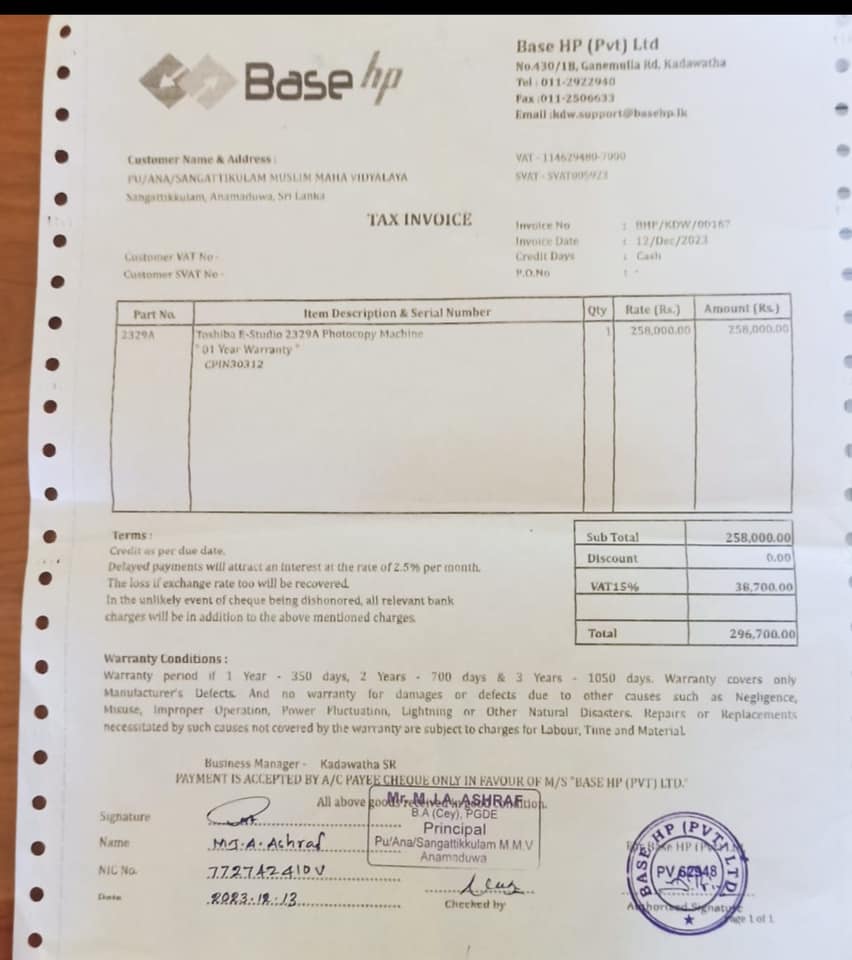 Base hp
Base HP (Pvt) Ltd
No.430/1B, Ganemulla Rd, Kadawatha
Tel : 011-2922940
Fax :011-2506633
Email :kdw.support@basehp.lk
Customer Name & Address :
PU/ANA/SANGATTIKULAM MUSLIM MAHA VIDYALAYA
Sangattikkulam, Anamaduwa, Sri Lanka
VAT - 114629480-7000
SVAT - SVAT005923
TAX INVOICE
Invoice No : BHP/KDW/00167
Invoice Date : 12/Dec/2023
Credit Days : Cash
P.O.No : -
Customer VAT No -
Customer SVAT No -
Part No. Item Description & Serial Number Qty Rate (Rs.) Amount (Rs.)
2329A Toshiba E-Studio 2329A Photocopy Machine 1 258,000.00 258,000.00
" 01 Year Warranty "
CPIN30312
Terms :
Credit as per due date.
Delayed payments will attract an interest at the rate of 2.5% per month.
The loss if exchange rate too will be recovered.
In the unlikely event of cheque being dishonored, all relevant bank
charges will be in addition to the above mentioned charges.
Sub Total 258,000.00
Discount 0.00
VAT15% 38,700.00
Total 296,700.00
Warranty Conditions :
Warranty period if 1 Year - 350 days, 2 Years - 700 days & 3 Years - 1050 days. Warranty covers only
Manufacturer's Defects. And no warranty for damages or defects due to other causes such as Negligence,
Misuse, Improper Operation, Power Fluctuation, Lightning or Other Natural Disasters. Repairs or Replacements
necessitated by such causes not covered by the warranty are subject to charges for Labour, Time and Material.
Business Manager - Kadawatha SR
PAYMENT IS ACCEPTED BY A/C PAYEE CHEQUE ONLY IN FAVOUR OF M/S "BASE HP (PVT) LTD."
All above goods received in good condition.
Mr. M.I.A. ASHRAF
B.A (Cey), PGDE
Principal
Pu/Ana/Sangattikkulam M.M.V
Anamaduwa
Signature
Name M.I.A. Ashraf
NIC No. 772742410V
Date 2023.12.13
Checked by
BASE HP (PVT) LTD
PV 62948
Authorized Signature
Page 1 of 1